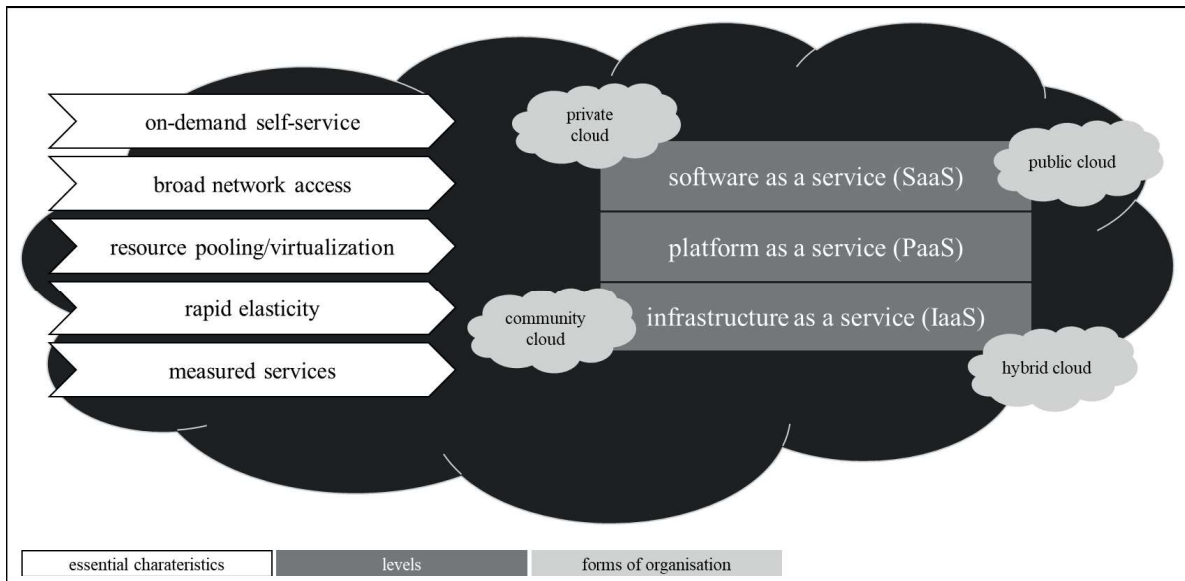 on-demand self-service
broad network access
resource pooling/virtualization
rapid elasticity
measured services
private
cloud
public cloud
software as a service (SaaS)
platform as a service (PaaS)
infrastructure as a service (IaaS)
community
cloud
hybrid cloud
essential charateristics
levels
forms of organisation